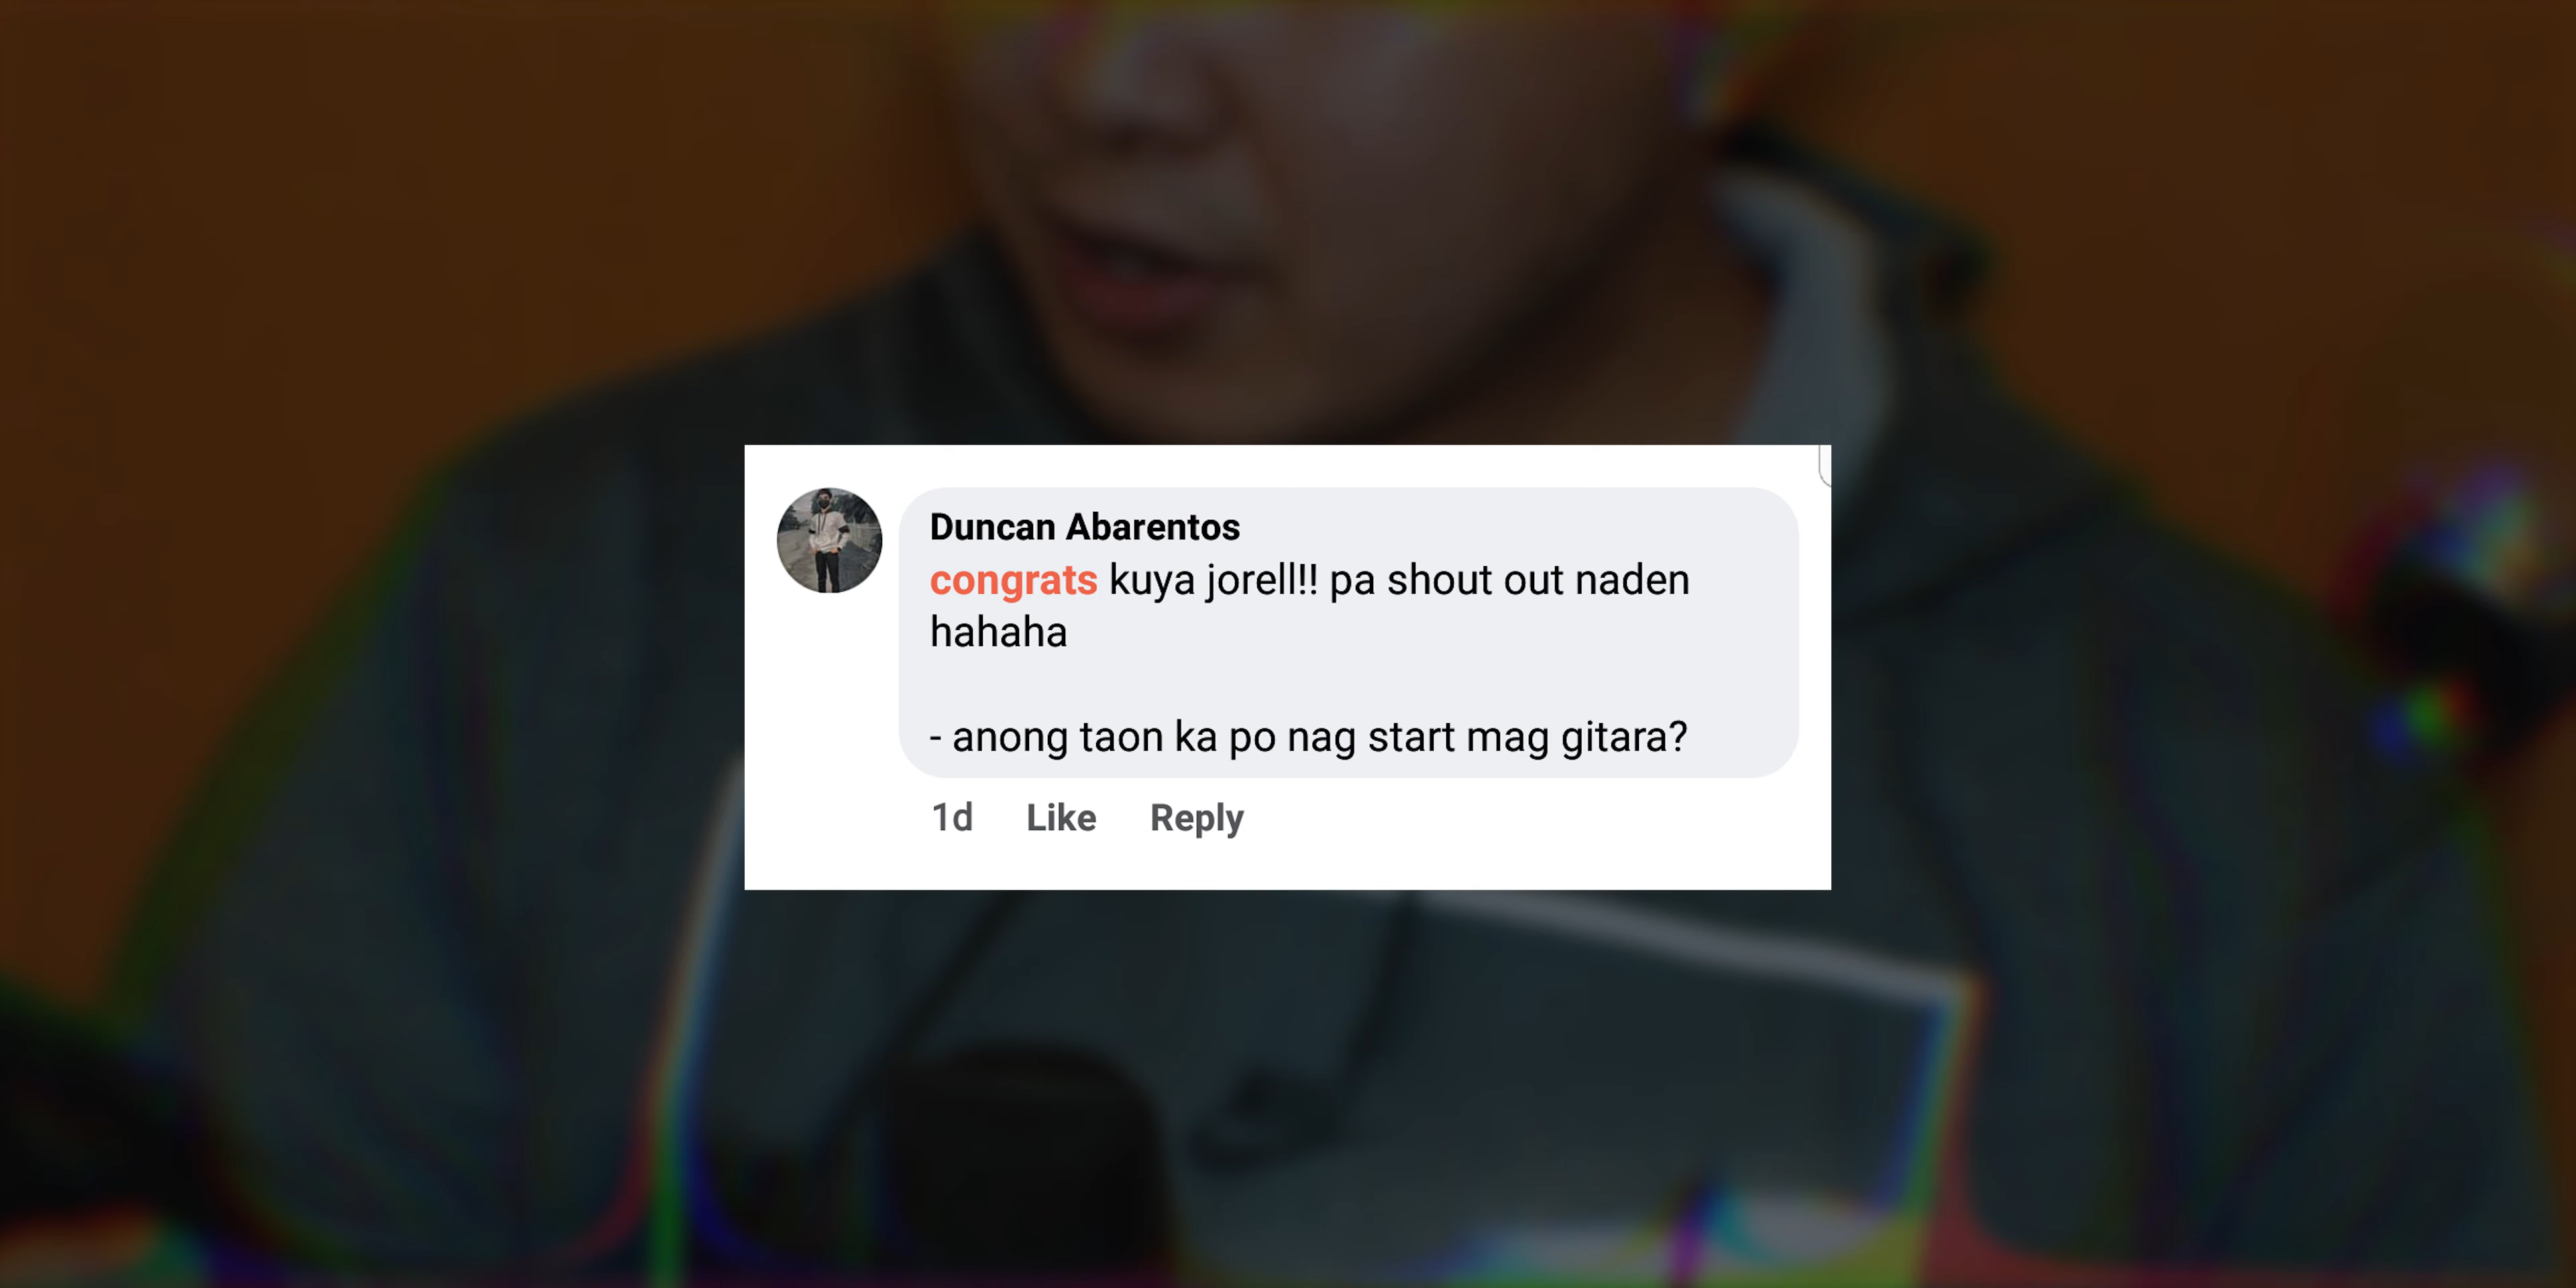 Duncan Abarentos
congrats kuya jorell!! pa shout out naden
hahaha
- anong taon ka po nag start mag gitara?
1d Like Reply